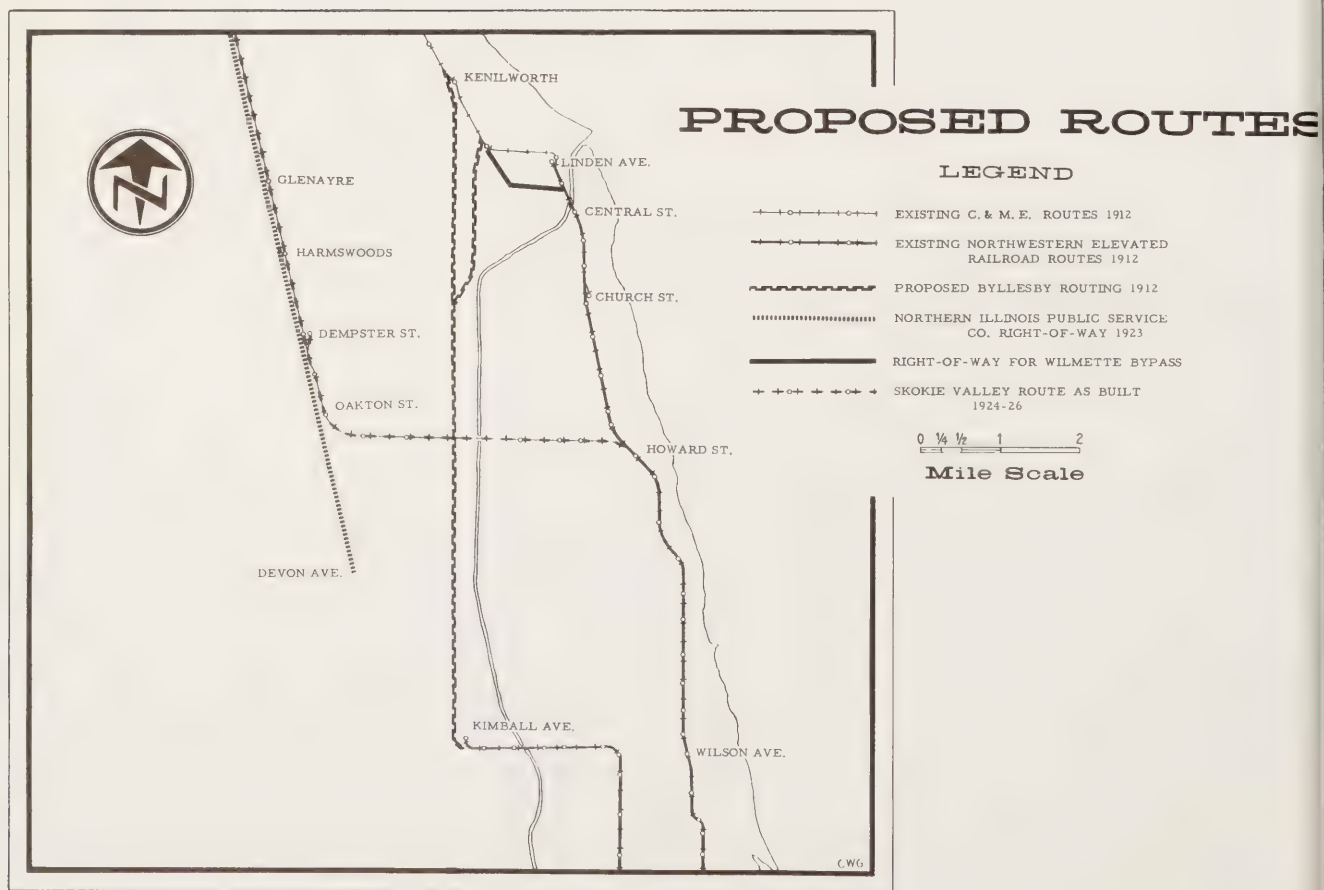 PROPOSED ROUTES
LEGEND
EXISTING C. & M. E. ROUTES 1912
EXISTING NORTHWESTERN ELEVATED
RAILROAD ROUTES 1912
PROPOSED BYLLESBY ROUTING 1912
NORTHERN ILLINOIS PUBLIC SERVICE
CO. RIGHT-OF-WAY 1923
RIGHT-OF-WAY FOR WILMETTE BYPASS
SKOKIE VALLEY ROUTE AS BUILT
1924-26
0 ¼ ½ 1 2
Mile Scale
N
KENILWORTH
LINDEN AVE.
GLENAYRE
CENTRAL ST.
HARMSWOODS
CHURCH ST.
DEMPSTER ST.
OAKTON ST.
HOWARD ST.
DEVON AVE.
KIMBALL AVE.
WILSON AVE.
CWG